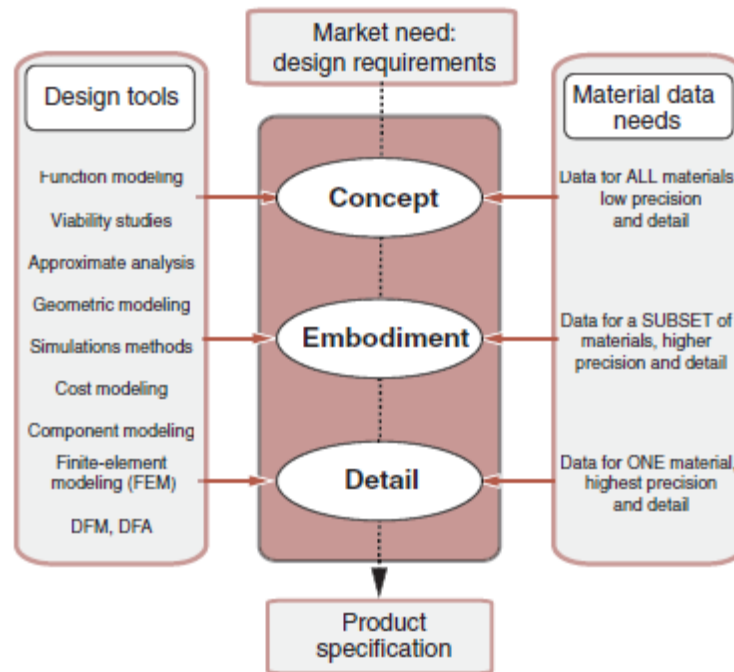 Market need:
design requirements
Design tools
Function modeling
Viability studies
Approximate analysis
Geometric modeling
Simulations methods
Cost modeling
Component modeling
Finite-element
modeling (FEM)
DFM, DFA
Concept
Embodiment
Detail
Material data
needs
Data for ALL materials,
low precision
and detail
Data for a SUBSET of
materials, higher
precision and detail
Data for ONE material,
highest precision
and detail
Product
specification